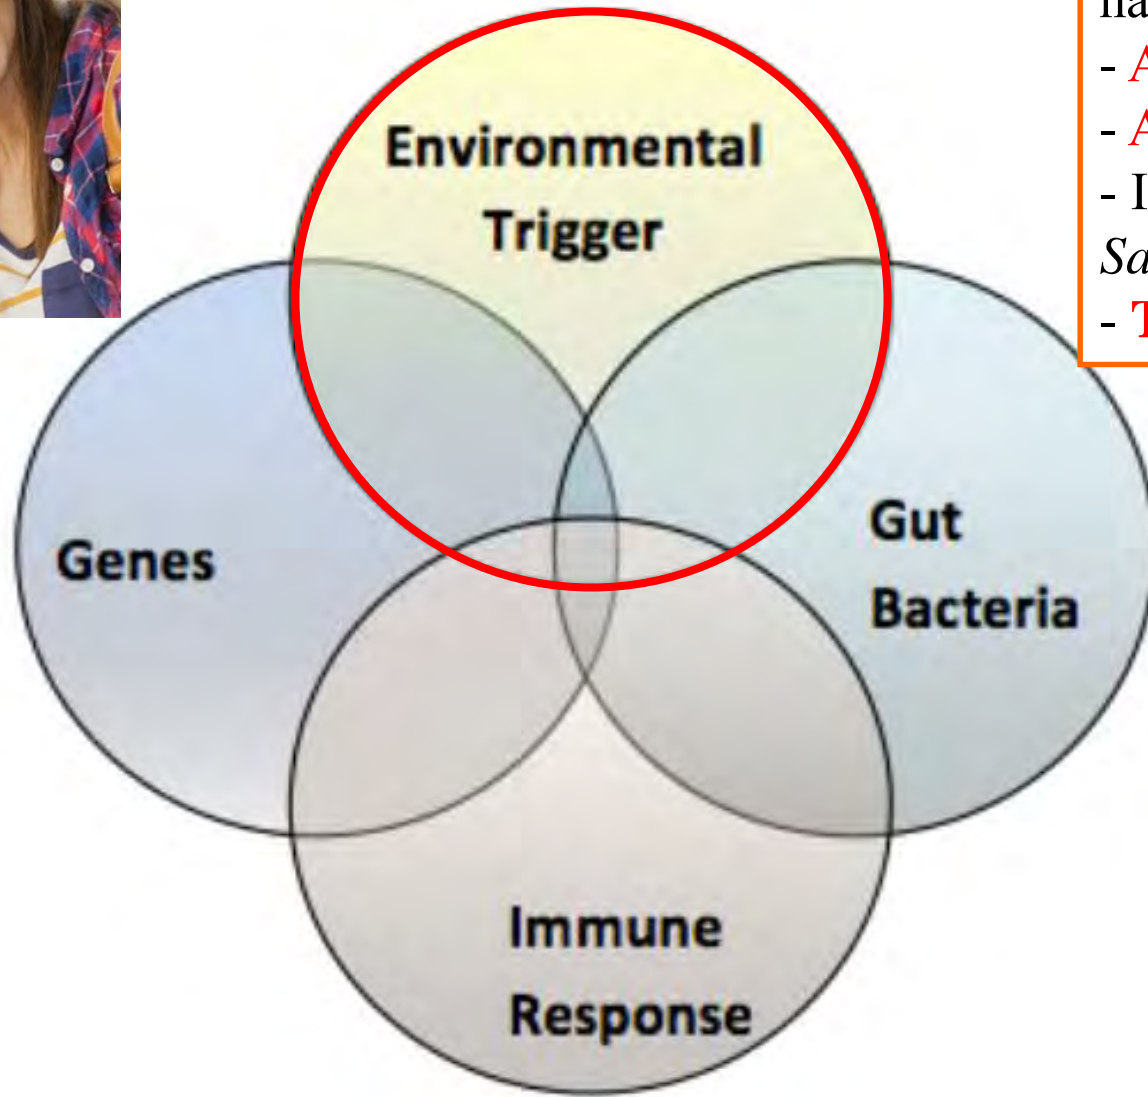 Environmental
Trigger
Genes
Gut
Bacteria
Immune
Response